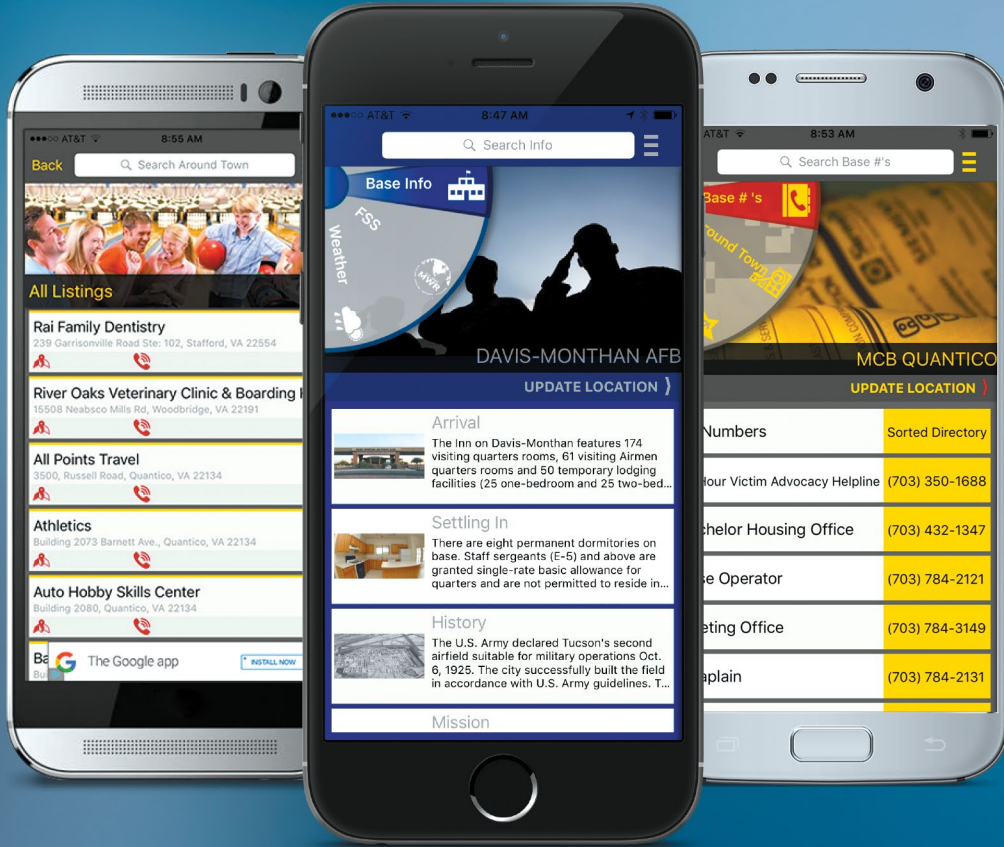 AT&T 8:55 AM
Back Search Around Town
All Listings
Rai Family Dentistry
239 Garrisonville Road Ste: 102, Stafford, VA 22554
River Oaks Veterinary Clinic & Boarding
15508 Neabsco Mills Rd, Woodbridge, VA 22191
All Points Travel
3500, Russell Road, Quantico, VA 22134
Athletics
Building 2073 Barnett Ave., Quantico, VA 22134
Auto Hobby Skills Center
Building 2080, Quantico, VA 22134
Ba
The Google app INSTALL NOW
AT&T 8:47 AM
Search Info
Base Info
FSS
MWR
Weather
DAVIS-MONTHAN AFB
UPDATE LOCATION
Arrival
The Inn on Davis-Monthan features 174
visiting quarters rooms, 61 visiting Airmen
quarters rooms and 50 temporary lodging
facilities (25 one-bedroom and 25 two-bed...
Settling In
There are eight permanent dormitories on
base. Staff sergeants (E-5) and above are
granted single-rate basic allowance for
quarters and are not permitted to reside in...
History
The U.S. Army declared Tucson's second
airfield suitable for military operations Oct.
6, 1925. The city successfully built the field
in accordance with U.S. Army guidelines. T...
Mission
AT&T 8:53 AM
Search Base #'s
Base # 's
ound Town
MCB QUANTICO
UPDATE LOCATION
Numbers Sorted Directory
Hour Victim Advocacy Helpline (703) 350-1688
chelor Housing Office (703) 432-1347
se Operator (703) 784-2121
eting Office (703) 784-3149
aplain (703) 784-2131